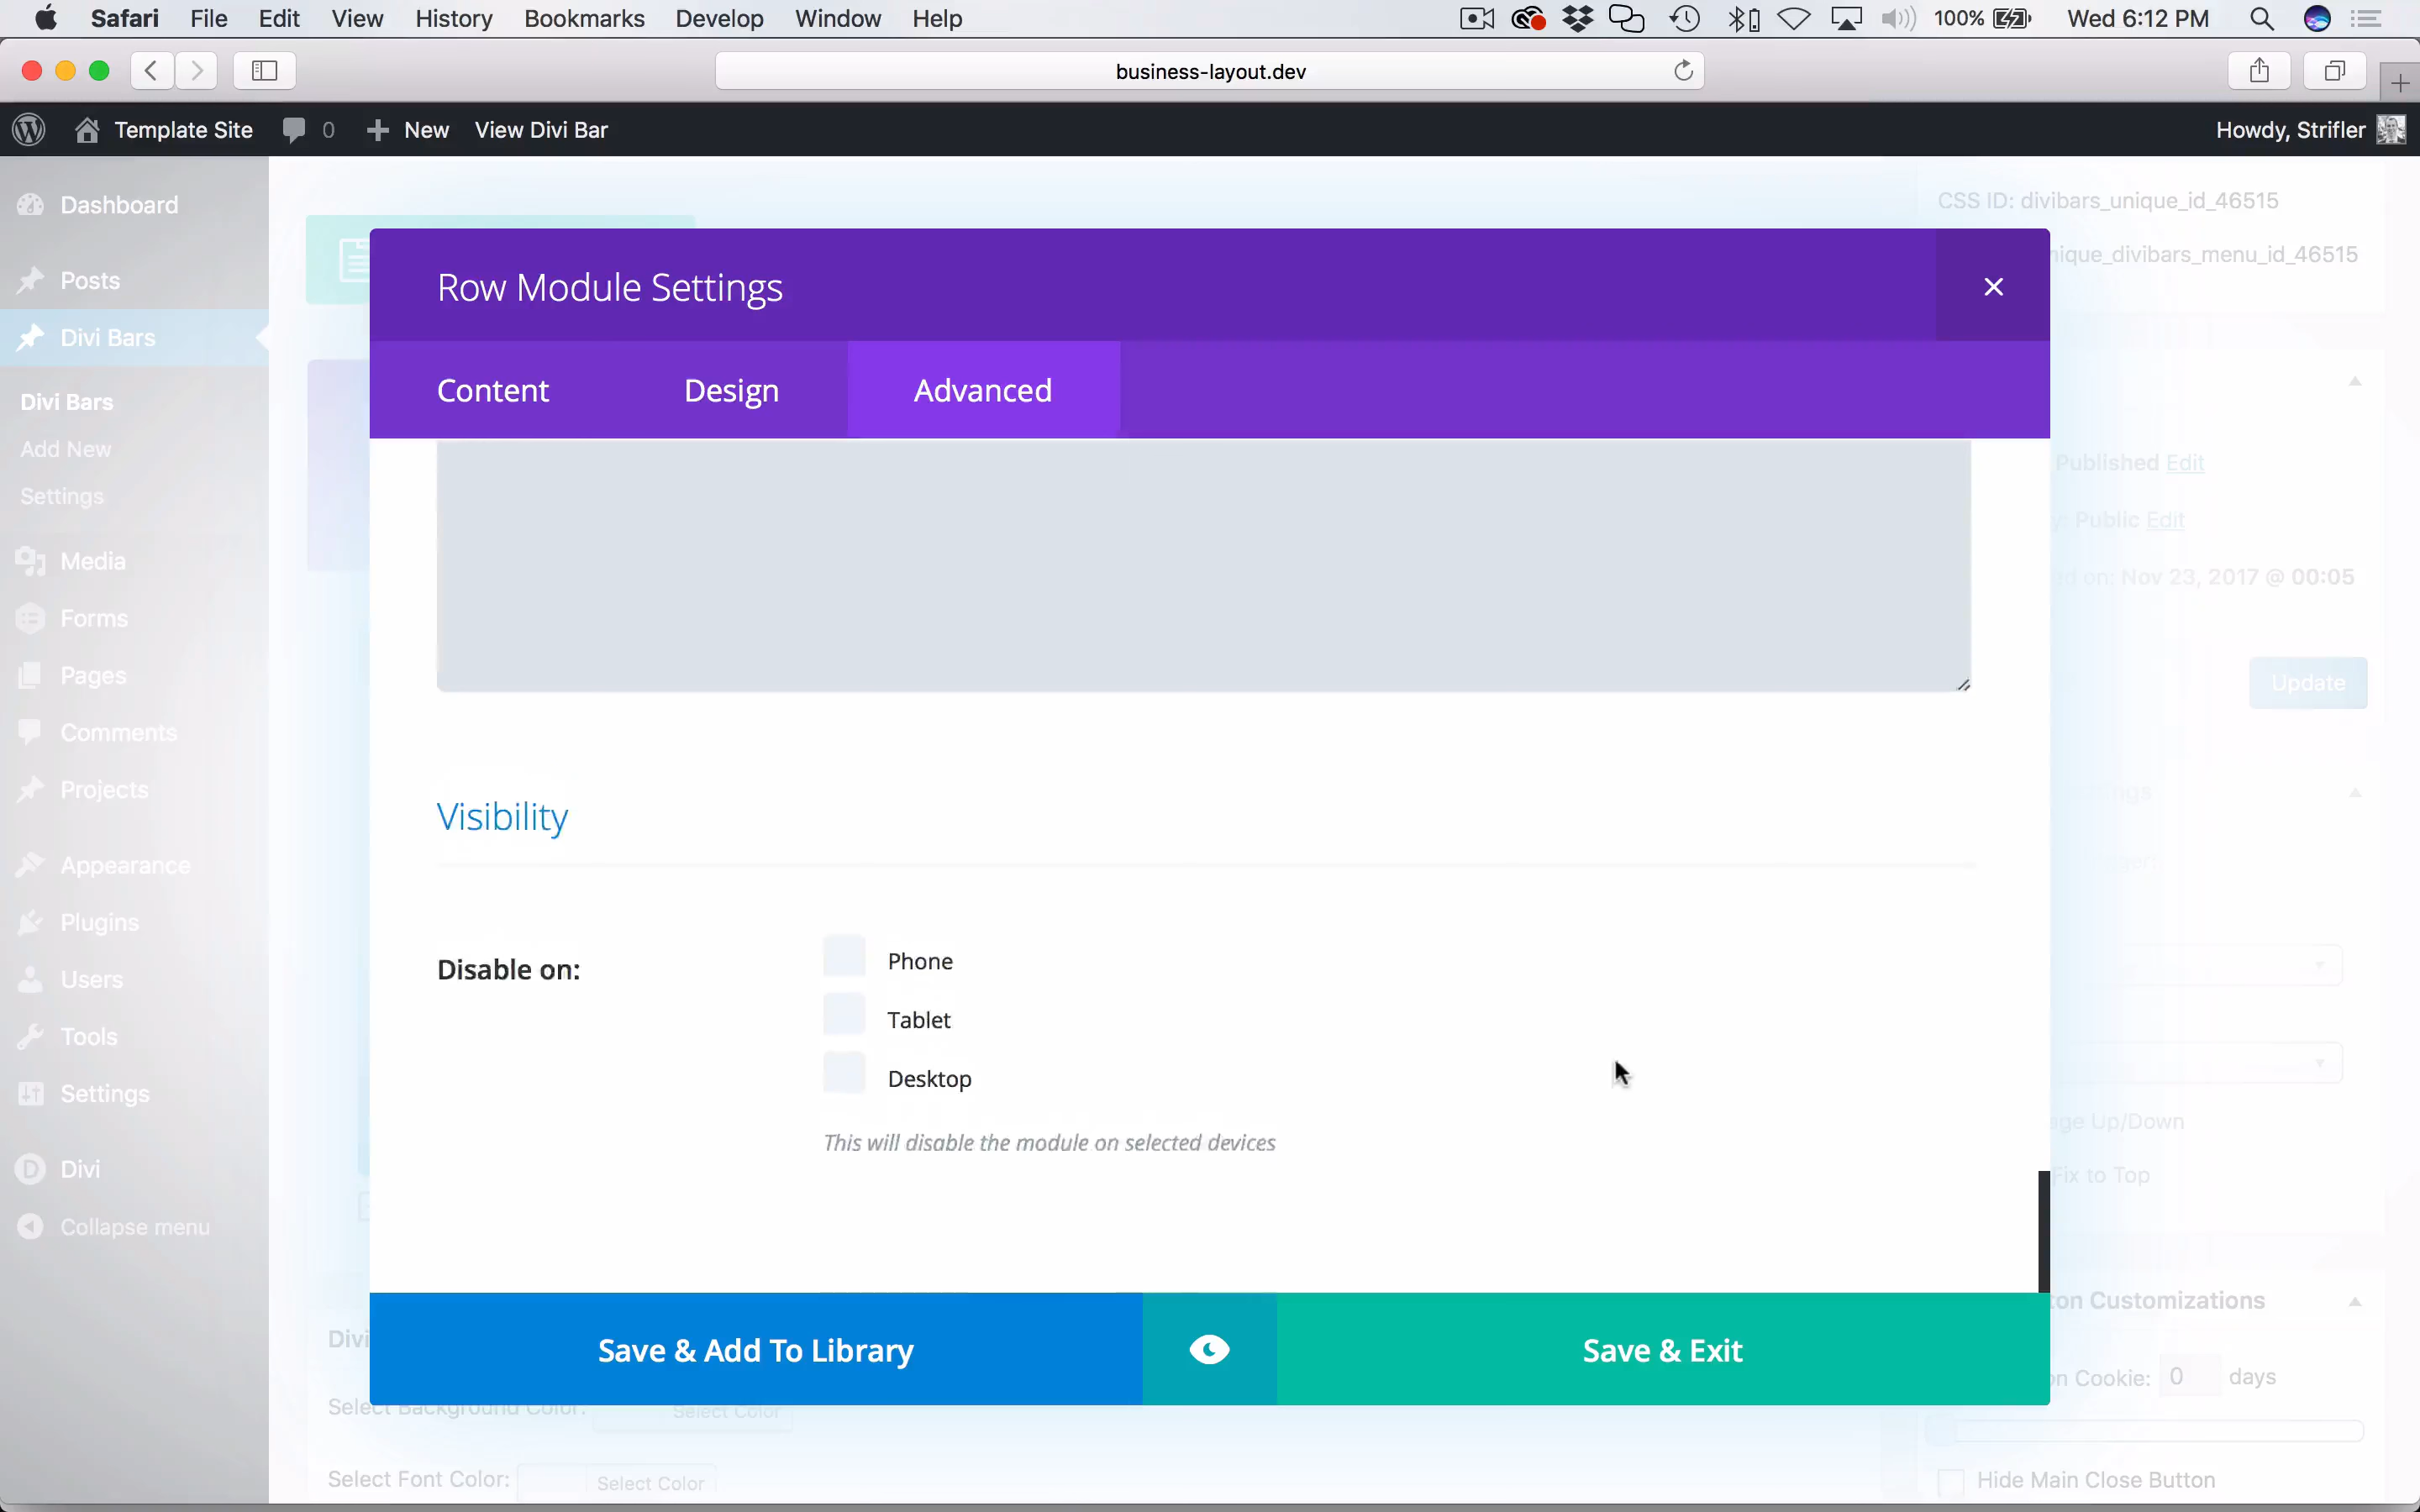 Safari File Edit View History Bookmarks Develop Window Help 100% Wed 6:12 PM
business-layout.dev
Template Site 0 New View Divi Bar Howdy, Strifler
Dashboard
Posts
Divi Bars
Divi Bars
Add New
Settings
Media
Forms
Pages
Comments
Projects
Appearance
Plugins
Users
Tools
Settings
Divi
Collapse menu
CSS ID: divibars_unique_id_46515
nique_divibars_menu_id_46515
Published Edit
Public Edit
on: Nov 23, 2017 @ 00:05
Update
Row Module Settings
Content Design Advanced
Visibility
Disable on:
Phone
Tablet
Desktop
This will disable the module on selected devices
Save & Add To Library Save & Exit
Up/Down
Fix to Top
Customizations
Cookie: 0 days
Hide Main Close Button
Divi
Select Background Color: Select Color
Select Font Color: Select Color